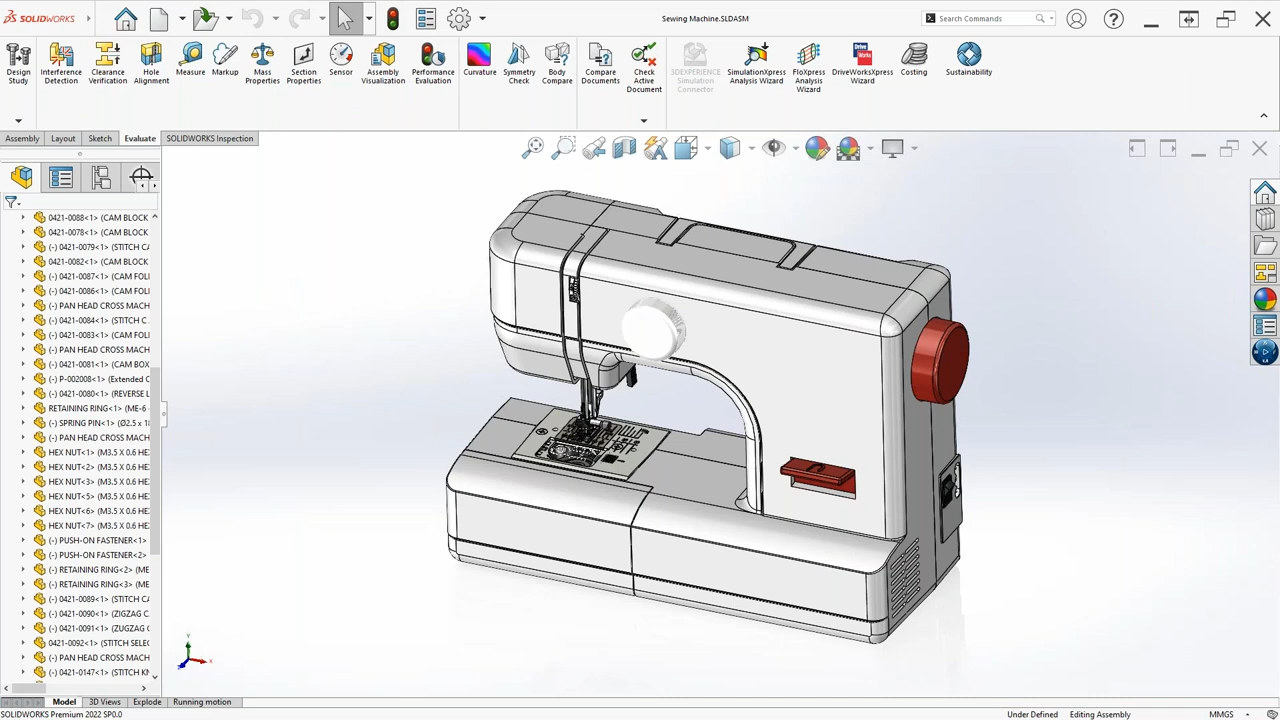 SOLIDWORKS
Sewing Machine.SLDASM
Search Commands
Design Study
Interference Detection
Clearance Verification
Hole Alignment
Measure
Markup
Mass Properties
Section Properties
Sensor
Assembly Visualization
Performance Evaluation
Curvature
Symmetry Check
Body Compare
Compare Documents
Check Active Document
3DEXPERIENCE Simulation Connector
SimulationXpress Analysis Wizard
FloXpress Analysis Wizard
DriveWorksXpress Wizard
Costing
Sustainability
Assembly
Layout
Sketch
Evaluate
SOLIDWORKS Inspection
0421-0088<1> (CAM BLOCK
0421-0078<1> (CAM BLOCK
(-) 0421-0079<1> (STITCH CA
0421-0082<1> (CAM BLOCK
(-) 0421-0087<1> (CAM FOLI
(-) 0421-0086<1> (CAM FOL
(-) PAN HEAD CROSS MACH
(-) 0421-0084<1> (STITCH C
(-) 0421-0083<1> (CAM FOL
(-) PAN HEAD CROSS MACH
(-) 0421-0081<1> (CAM BOX
(-) P-002008<1> (Extended C
(-) 0421-0080<1> (REVERSE L
RETAINING RING<1> (ME-6
(-) SPRING PIN<1> (Ø2.5 x 1
(-) PAN HEAD CROSS MACH
HEX NUT<1> (M3.5 X 0.6 HE
HEX NUT<2> (M3.5 X 0.6 HE
HEX NUT<3> (M3.5 X 0.6 HE
HEX NUT<5> (M3.5 X 0.6 HE
HEX NUT<6> (M3.5 X 0.6 HE
HEX NUT<7> (M3.5 X 0.6 HE
(-) PUSH-ON FASTENER<1>
(-) PUSH-ON FASTENER<2>
(-) RETAINING RING<2> (ME
(-) RETAINING RING<3> (ME
(-) 0421-0089<1> (STITCH CA
(-) 0421-0090<1> (ZIGZAG C
(-) 0421-0091<1> (ZUGZAG C
0421-0092<1> (STITCH SELEC
(-) PAN HEAD CROSS MACH
(-) 0421-0147<1> (STITCH KN
Y
X
Model
3D Views
Explode
Running motion
SOLIDWORKS Premium 2022 SP0.0
Under Defined
Editing Assembly
MMGS